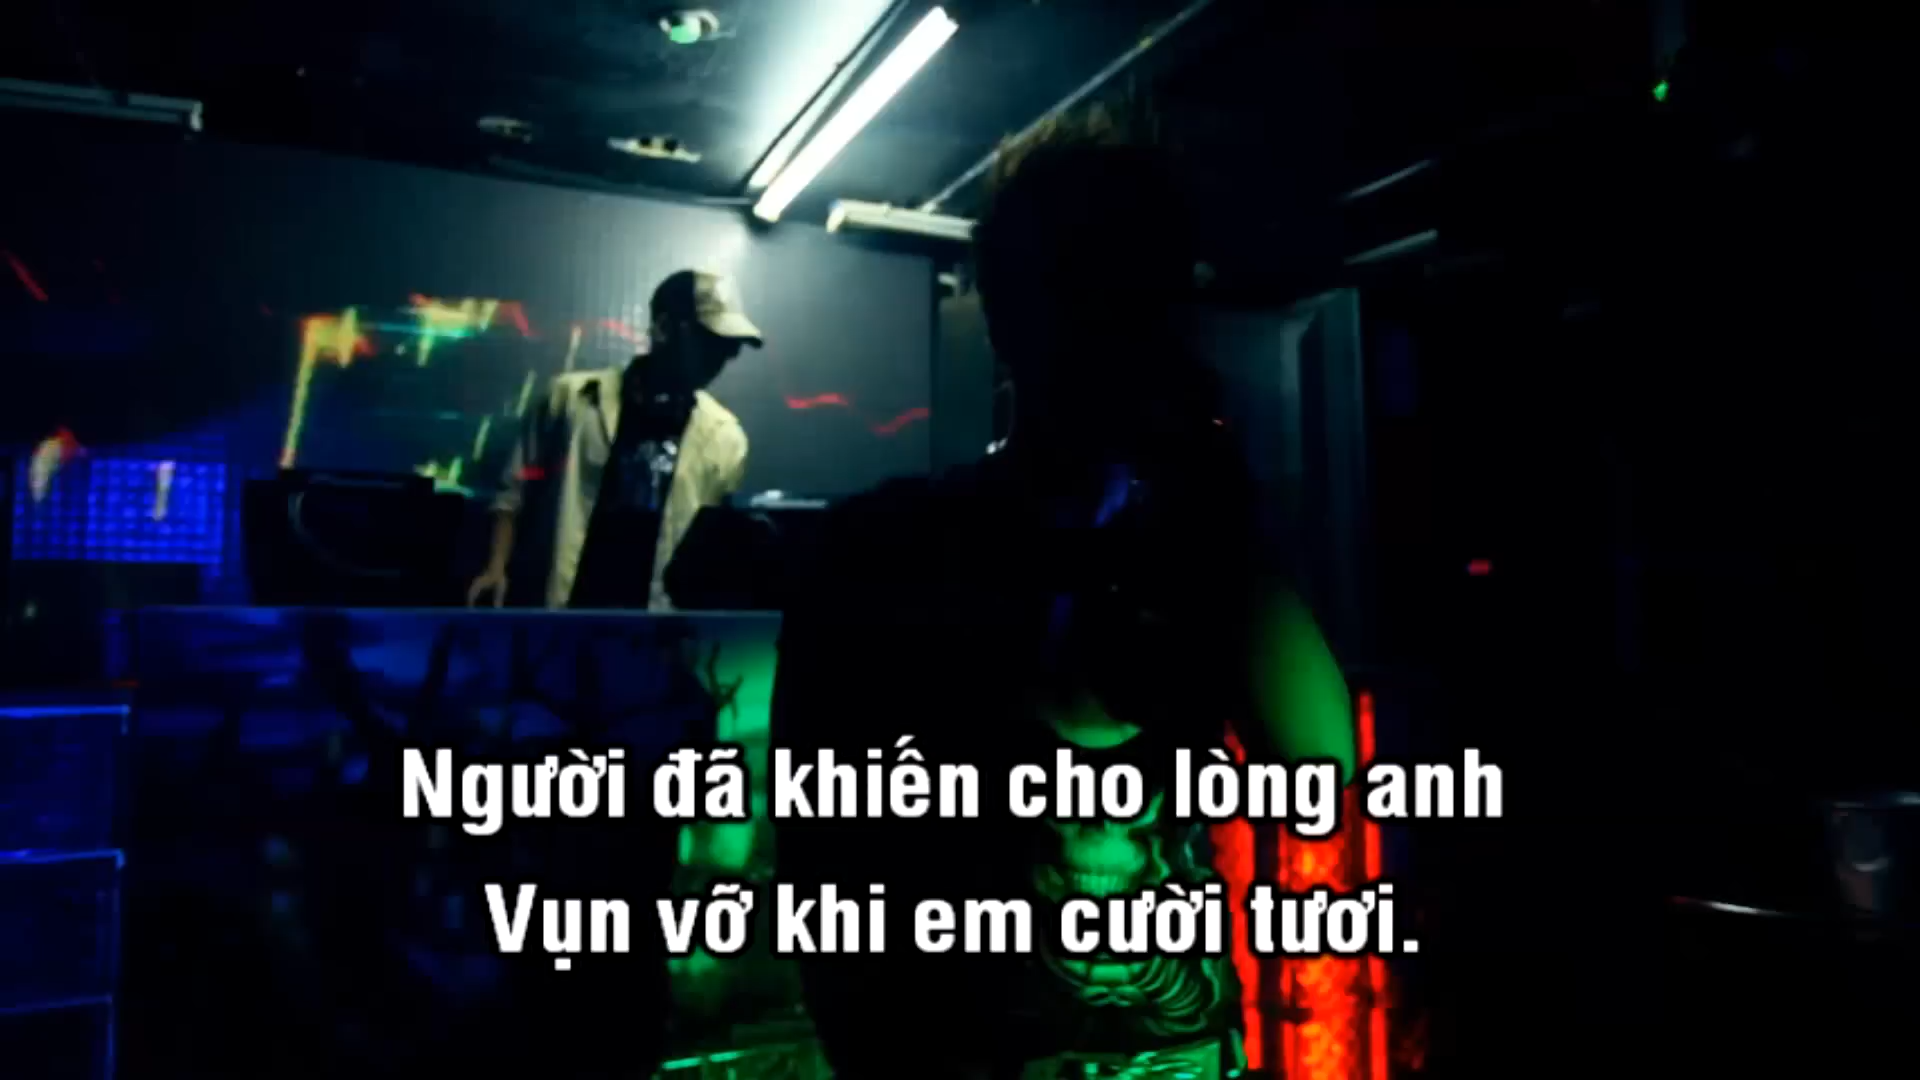 Người đã khiến cho lòng anh
Vụn vỡ khi em cười tươi.